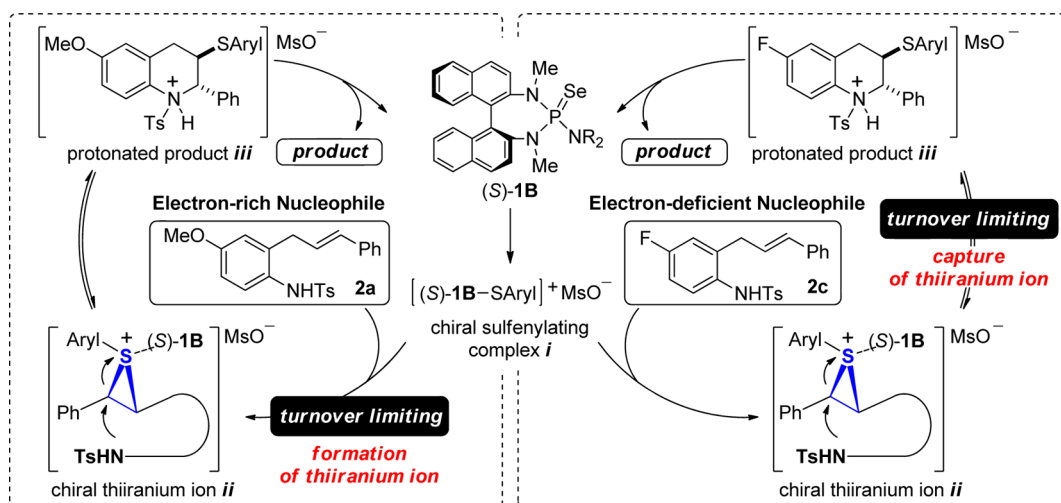 MeO
SAryl
MsO⁻
+
N
Ts
H
Ph
protonated product iii
product
Me
N
Se
P
NR₂
N
Me
(S)-1B
F
SAryl
MsO⁻
+
N
Ts
H
Ph
protonated product iii
product
Electron-rich Nucleophile
MeO
Ph
NHTs
2a
Electron-deficient Nucleophile
F
Ph
NHTs
2c
turnover limiting
capture
of thiiranium ion
[(S)-1B−SAryl]⁺MsO⁻
chiral sulfenylating
complex i
Aryl
+
S
(S)-1B
MsO⁻
Ph
TsHN
chiral thiiranium ion ii
turnover limiting
formation
of thiiranium ion
Aryl
+
S
(S)-1B
MsO⁻
Ph
TsHN
chiral thiiranium ion ii